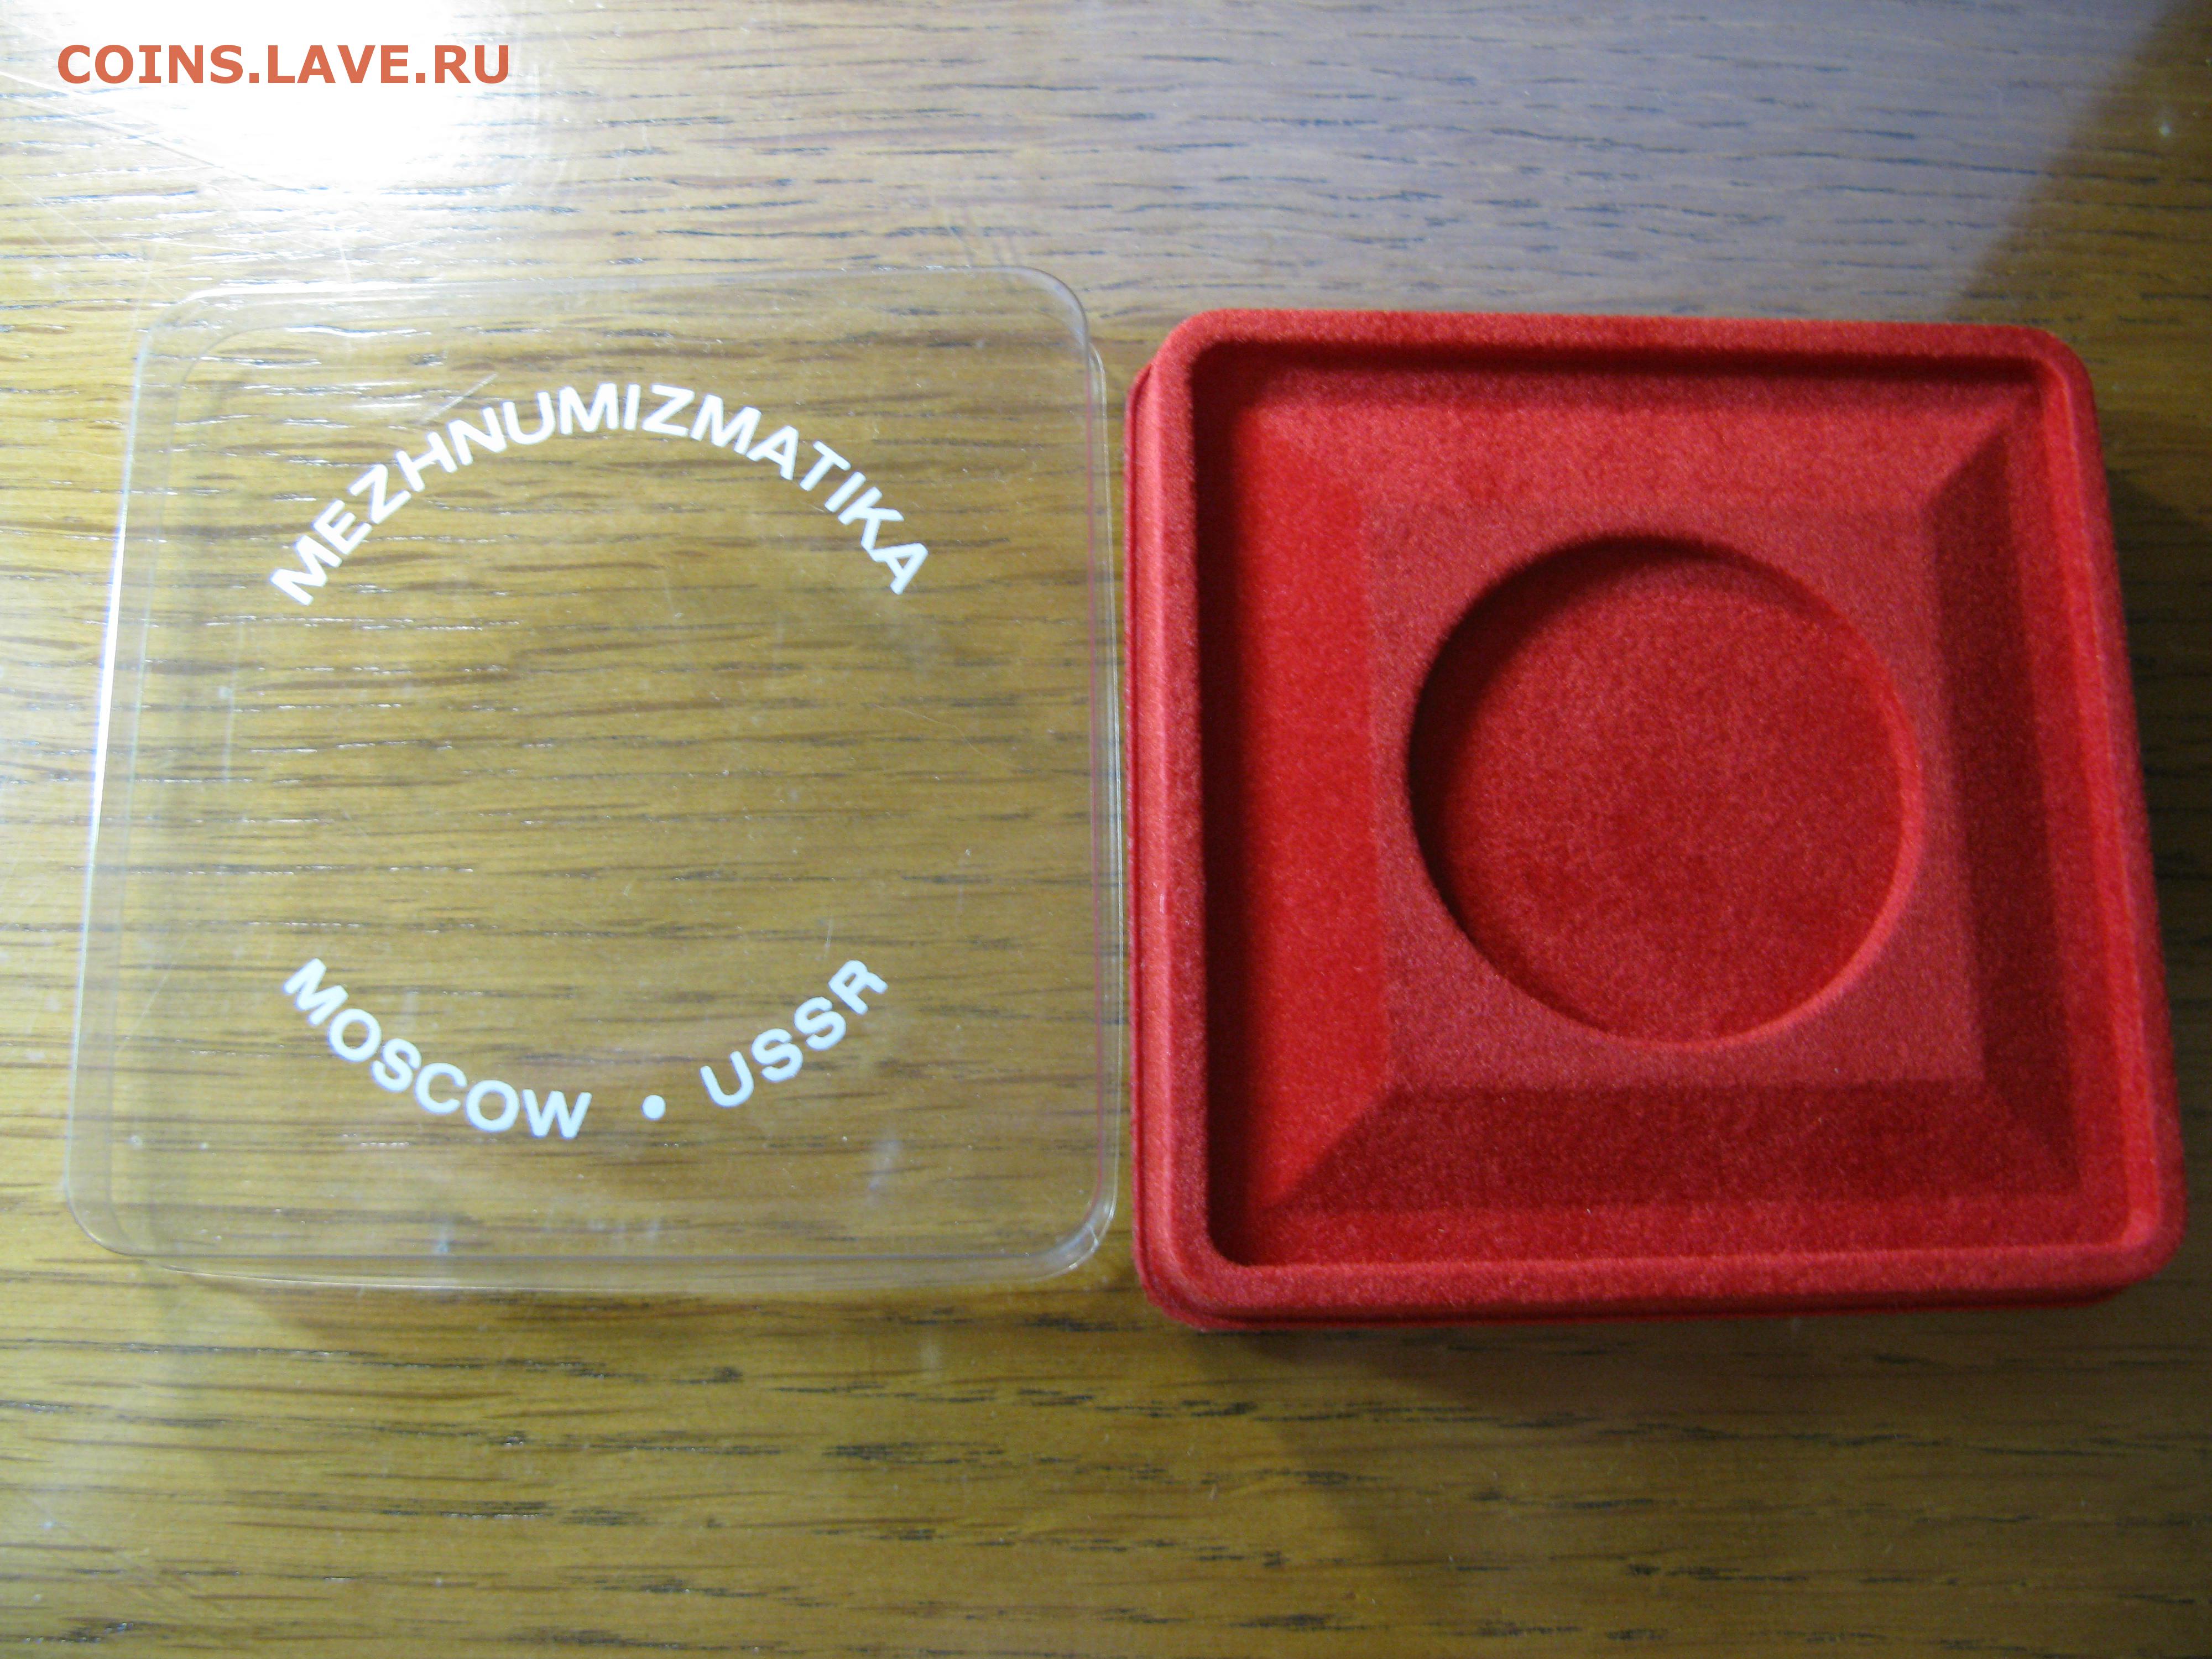 COINS.LAVE.RU
MEZHNUMIZMATIKA
MOSCOW • USSR